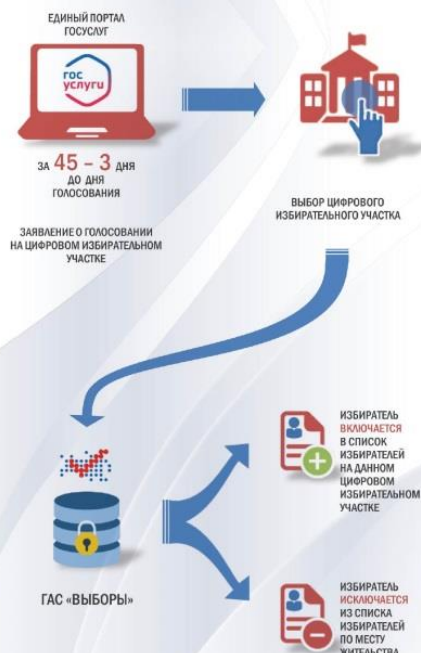 ЕДИНЫЙ ПОРТАЛ
ГОСУСЛУГ
гос
услуги
ЗА 45 – 3 ДНЯ
ДО ДНЯ
ГОЛОСОВАНИЯ
ЗАЯВЛЕНИЕ О ГОЛОСОВАНИИ
НА ЦИФРОВОМ ИЗБИРАТЕЛЬНОМ
УЧАСТКЕ
ВЫБОР ЦИФРОВОГО
ИЗБИРАТЕЛЬНОГО УЧАСТКА
ГАС «ВЫБОРЫ»
ИЗБИРАТЕЛЬ
ВКЛЮЧАЕТСЯ
В СПИСОК
ИЗБИРАТЕЛЕЙ
НА ДАННОМ
ЦИФРОВОМ
ИЗБИРАТЕЛЬНОМ
УЧАСТКЕ
ИЗБИРАТЕЛЬ
ИСКЛЮЧАЕТСЯ
ИЗ СПИСКА
ИЗБИРАТЕЛЕЙ
ПО МЕСТУ
ЖИТЕЛЬСТВА